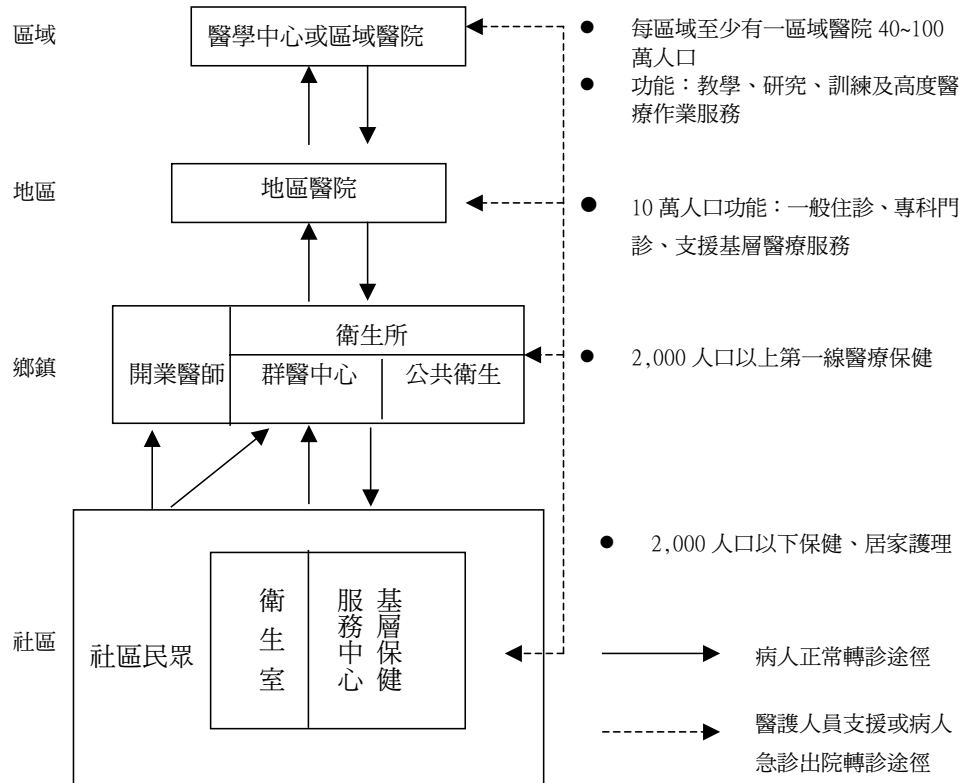 區域
醫學中心或區域醫院
● 每區域至少有一區域醫院 40~100
萬人口
● 功能：教學、研究、訓練及高度醫
療作業服務
地區
地區醫院
● 10 萬人口功能：一般住診、專科門
診、支援基層醫療服務
鄉鎮
開業醫師
衛生所
群醫中心
公共衛生
● 2,000 人口以上第一線醫療保健
社區
社區民眾
衛生室
基層保健
服務中心
● 2,000 人口以下保健、居家護理
病人正常轉診途徑
醫護人員支援或病人
急診出院轉診途徑